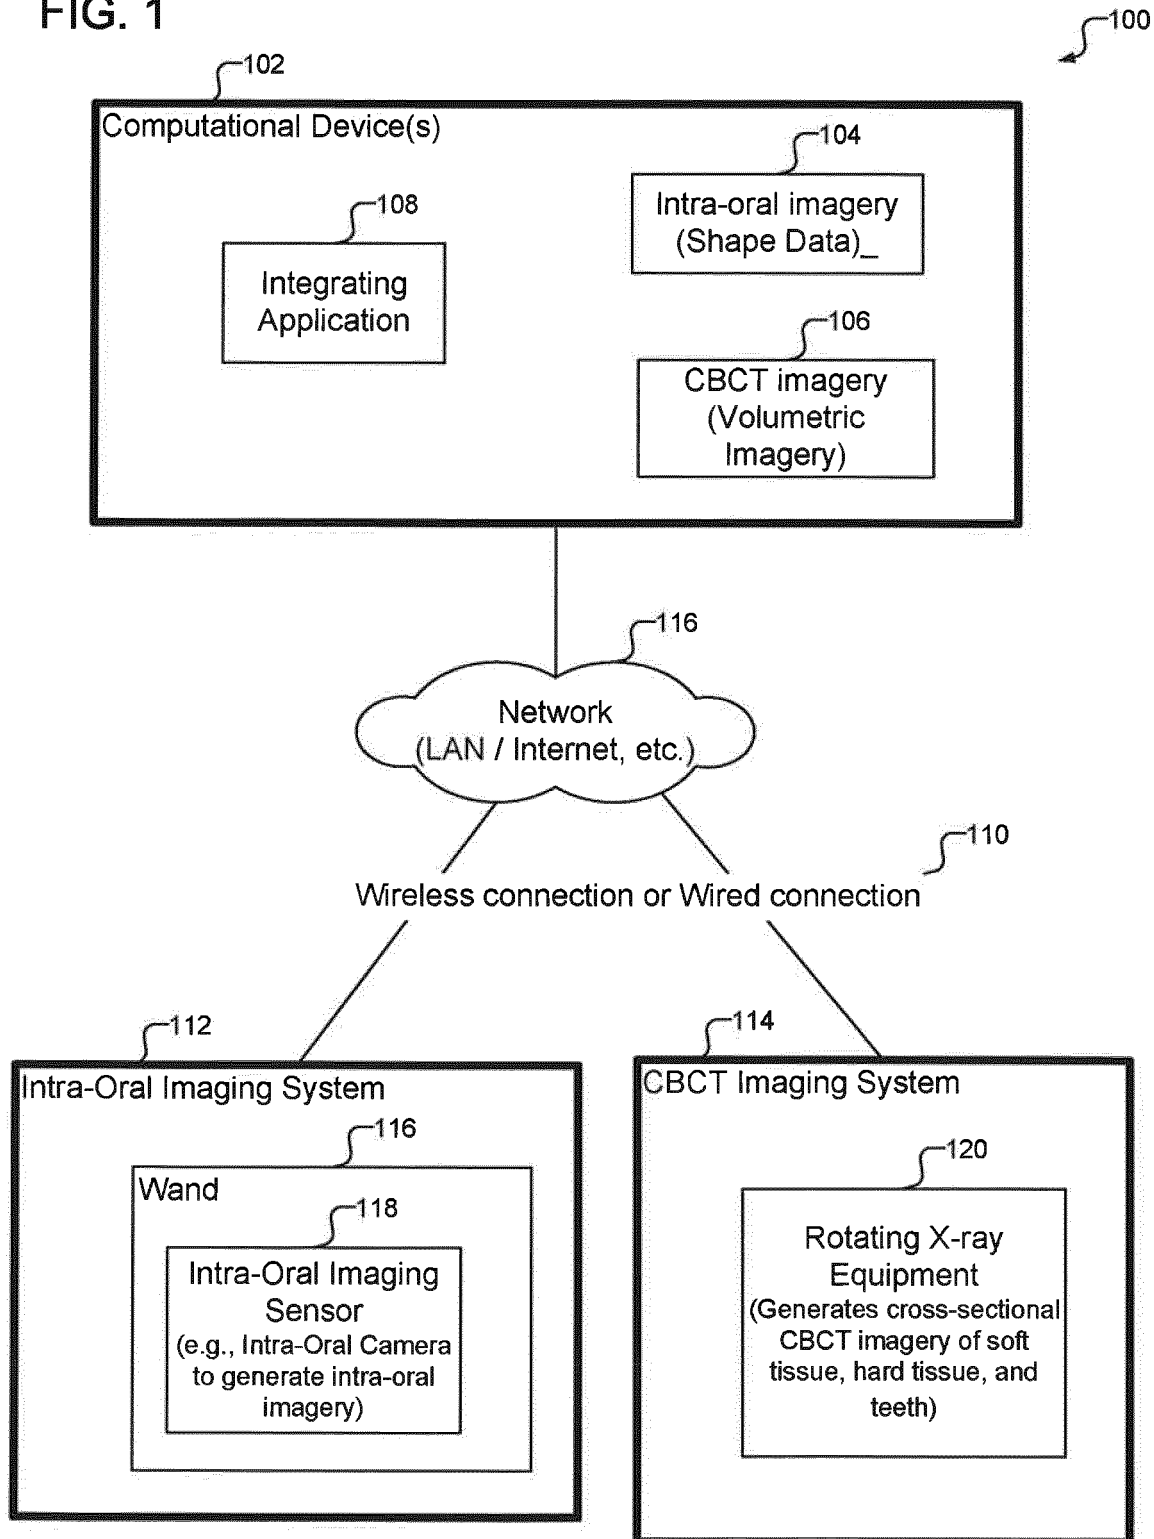 FIG. 1
100
102
Computational Device(s)
104
Intra-oral imagery
(Shape Data)_
108
Integrating
Application
106
CBCT imagery
(Volumetric
Imagery)
116
Network
(LAN / Internet, etc.)
110
Wireless connection or Wired connection
112
Intra-Oral Imaging System
116
Wand
118
Intra-Oral Imaging
Sensor
(e.g., Intra-Oral Camera
to generate intra-oral
imagery)
114
CBCT Imaging System
120
Rotating X-ray
Equipment
(Generates cross-sectional
CBCT imagery of soft
tissue, hard tissue, and
teeth)